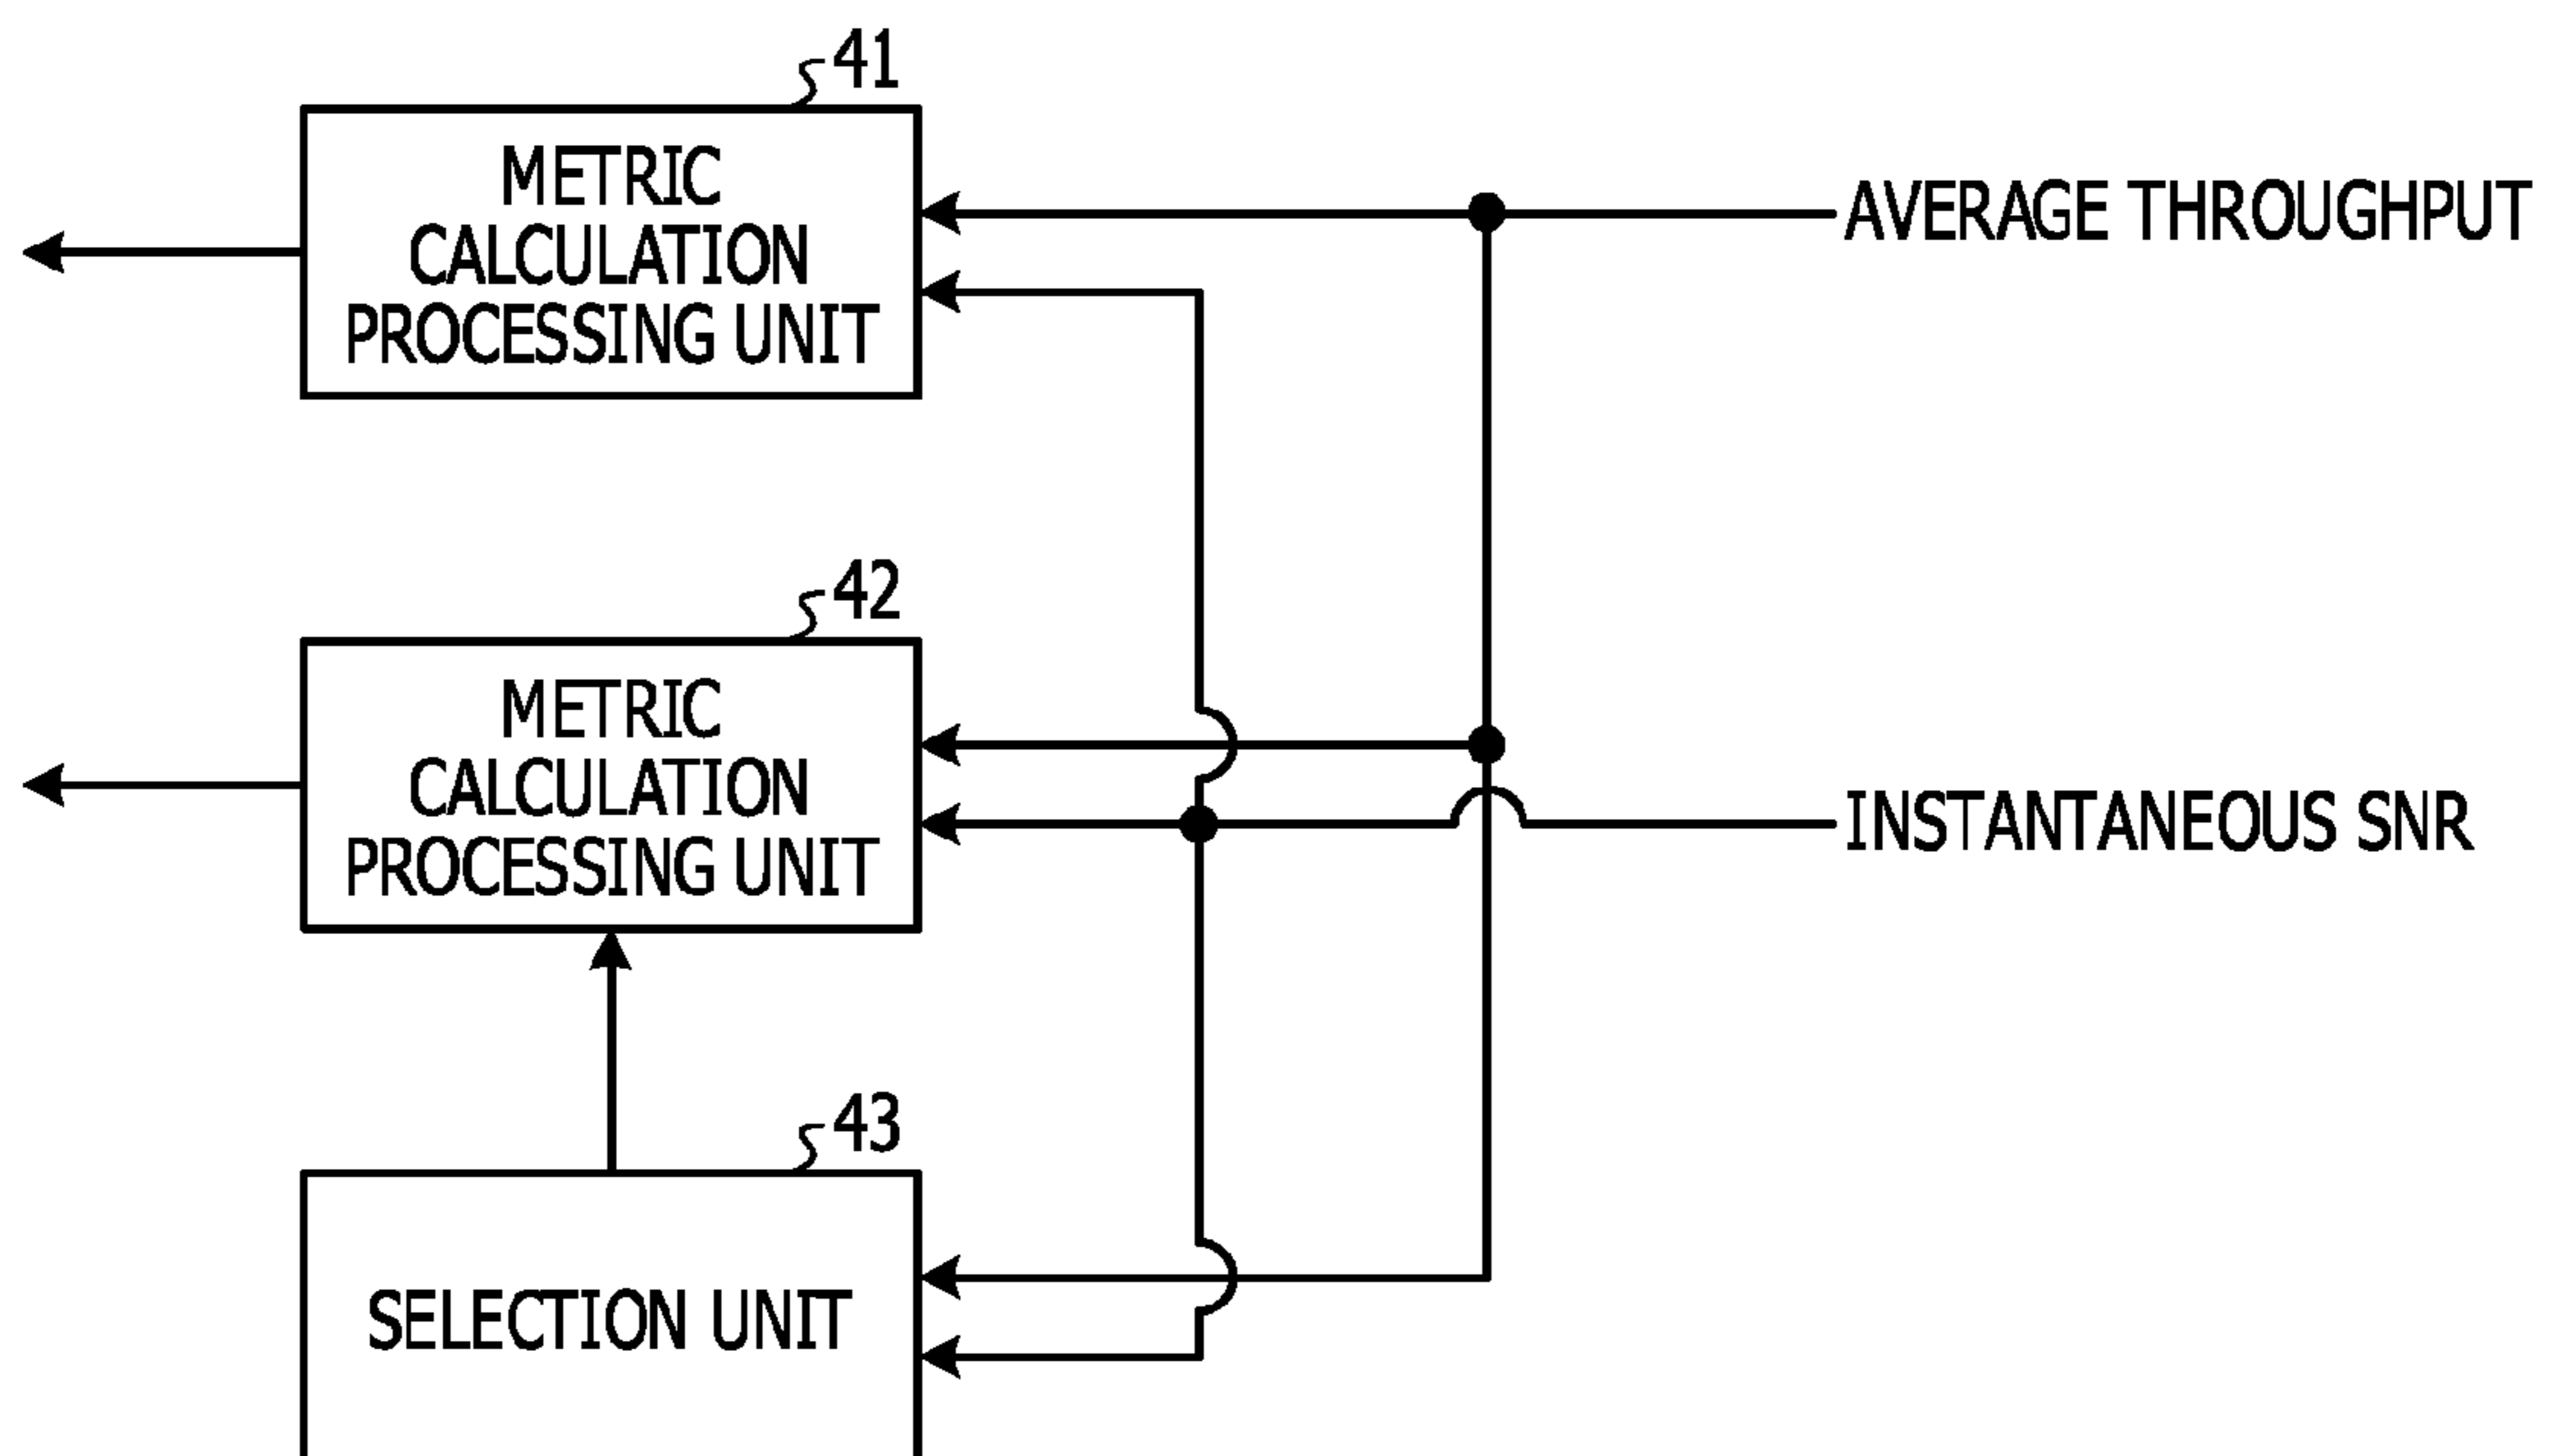 41
METRIC
CALCULATION
PROCESSING UNIT
AVERAGE THROUGHPUT
42
METRIC
CALCULATION
PROCESSING UNIT
INSTANTANEOUS SNR
43
SELECTION UNIT